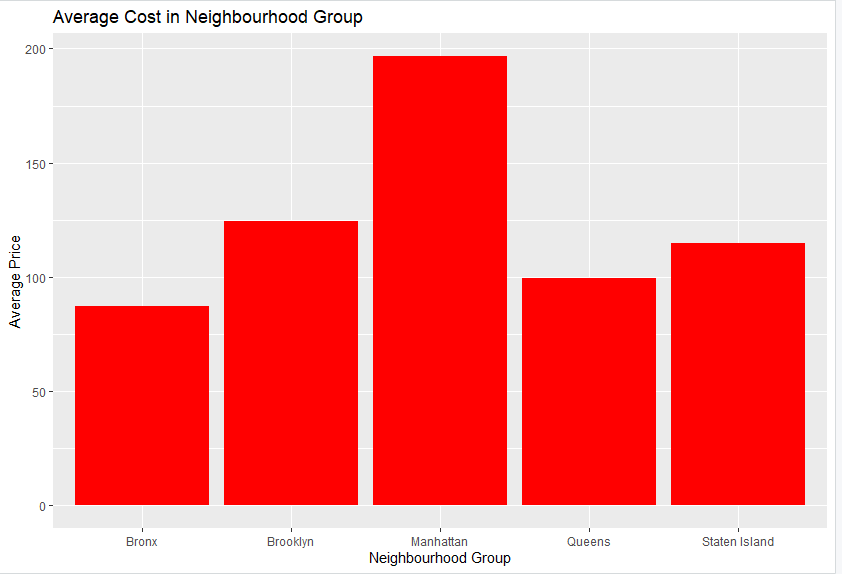 Average Cost in Neighbourhood Group
Average Price
200
150
100
50
0
Bronx Brooklyn Manhattan Queens Staten Island
Neighbourhood Group